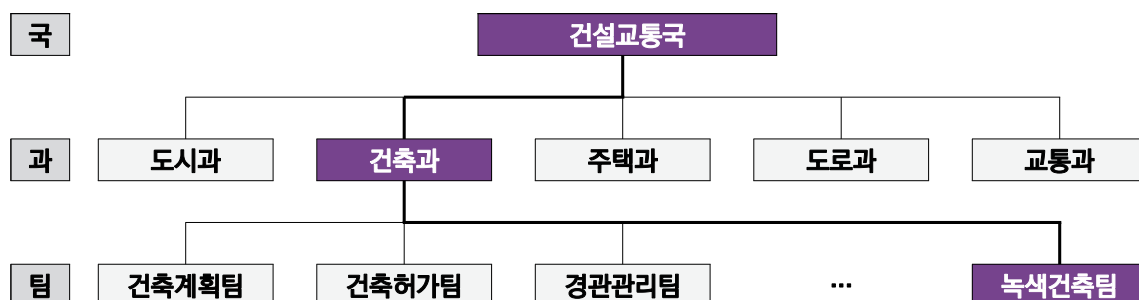 국 건설교통국
과 도시과 건축과 주택과 도로과 교통과
팀 건축계획팀 건축허가팀 경관관리팀 … 녹색건축팀